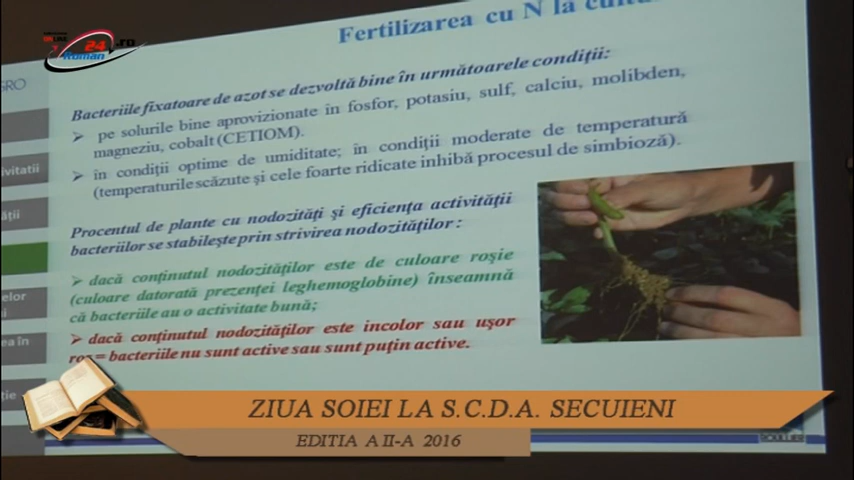 ONLINE
24.ro
Roman
SRO
Fertilizarea cu N la
Bacteriile fixatoare de azot se dezvoltă bine în următoarele condiții:
➢ pe solurile bine aprovizionate în fosfor, potasiu, sulf, calciu, molibden,
magneziu, cobalt (CETIOM).
➢ în condiții optime de umiditate; în condiții moderate de temperatură
(temperaturile scăzute și cele foarte ridicate inhibă procesul de simbioză).
Procentul de plante cu nodozități și eficiența activității
bacteriilor se stabilește prin strivirea nodozităților :
➢ dacă conținutul nodozităților este de culoare roșie
(culoare datorată prezenței leghemoglobine) înseamnă
că bacteriile au o activitate bună;
➢ dacă conținutul nodozităților este incolor sau ușor
roz= bacteriile nu sunt active sau sunt puțin active.
ZIUA SOIEI LA S.C.D.A. SECUIENI
EDITIA A II-A 2016